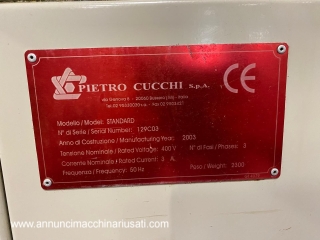 PIETRO CUCCHI s.p.A.
CE
Modello / Model: STANDARD
N° di Serie / Serial Number: 129C03
Anno di Costruzione / Manufacturing Year: 2003
Tensione Nominale / Rated Voltage: 400 V
N° di Fasi / Phases: 3
Corrente Nominale / Rated Current: 3 A.
Frequenza / Frequency: 50 Hz
Peso / Weight: 2300
www.annuncimacchinariusati.com